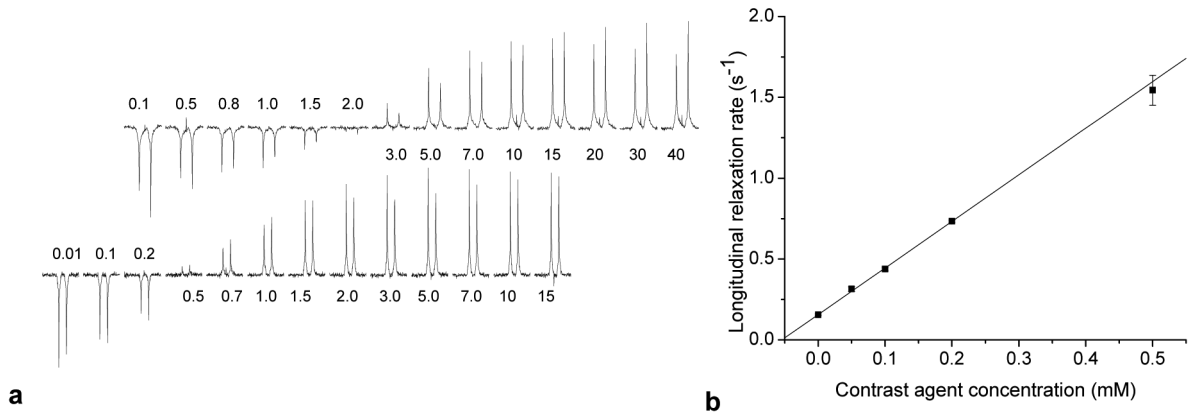 0.1 0.5 0.8 1.0 1.5 2.0
3.0 5.0 7.0 10 15 20 30 40
0.01 0.1 0.2
0.5 0.7 1.0 1.5 2.0 3.0 5.0 7.0 10 15
a
2.0
1.5
1.0
0.5
0.0
Longitudinal relaxation rate (s-1)
0.0 0.1 0.2 0.3 0.4 0.5
Contrast agent concentration (mM)
b